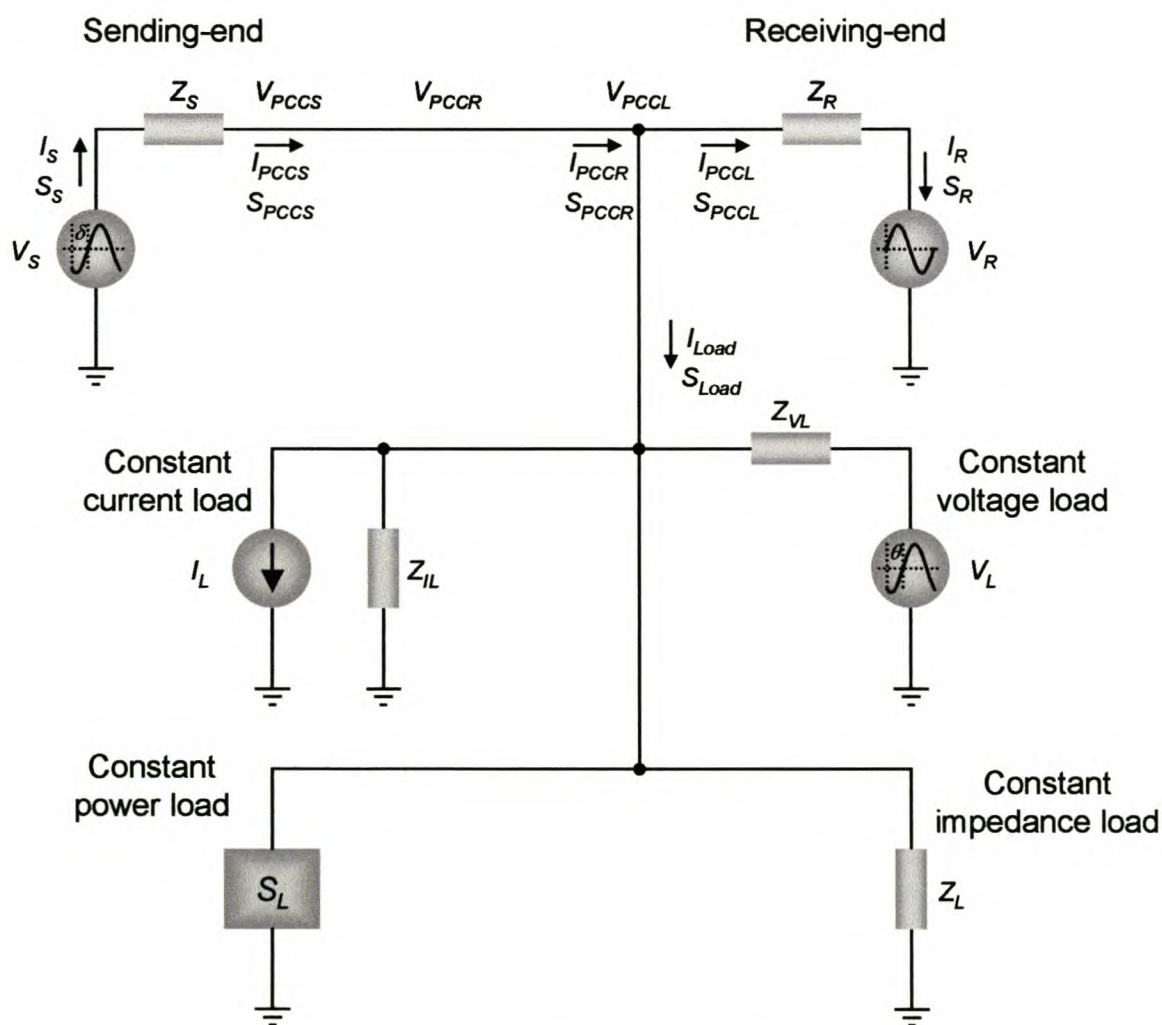 Sending-end
Receiving-end
Z_S
V_PCCS
V_PCCR
V_PCCL
Z_R
I_S
S_S
I_PCCS
S_PCCS
I_PCCR
S_PCCR
I_PCCL
S_PCCL
I_R
S_R
V_S
δ
V_R
I_Load
S_Load
Z_VL
Constant
current load
Constant
voltage load
I_L
Z_IL
θ
V_L
Constant
power load
Constant
impedance load
S_L
Z_L